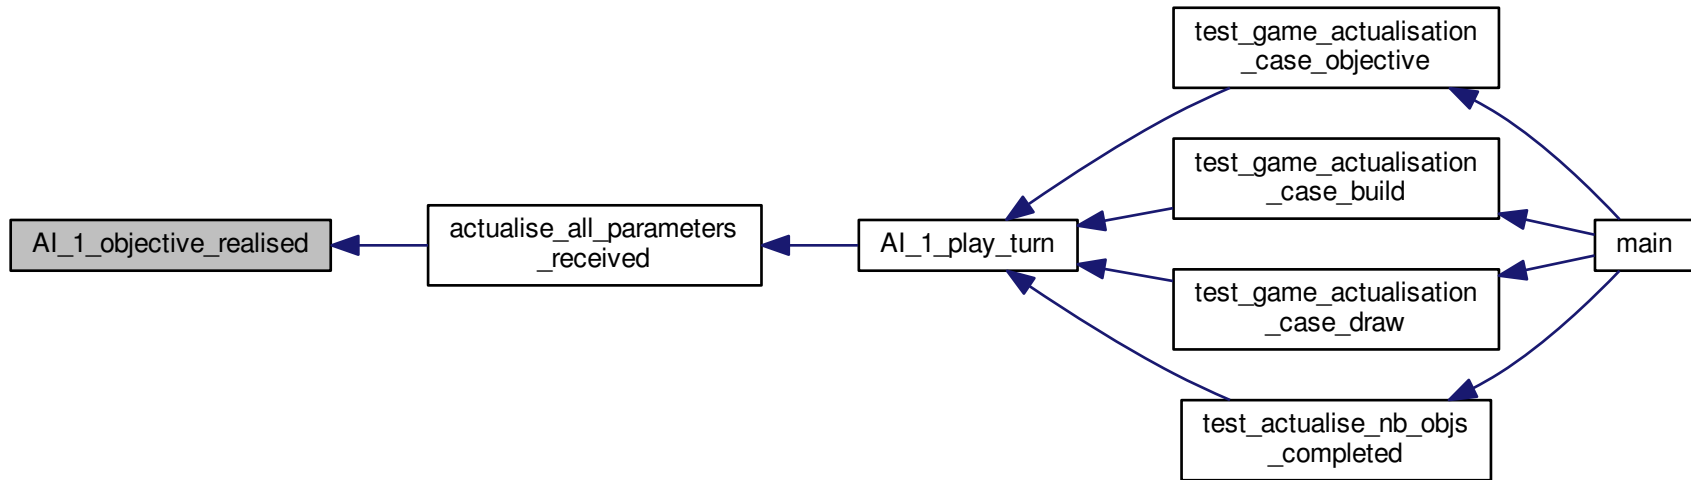 AI_1_objective_realised
actualise_all_parameters
_received
AI_1_play_turn
test_game_actualisation
_case_objective
test_game_actualisation
_case_build
test_game_actualisation
_case_draw
test_actualise_nb_objs
_completed
main